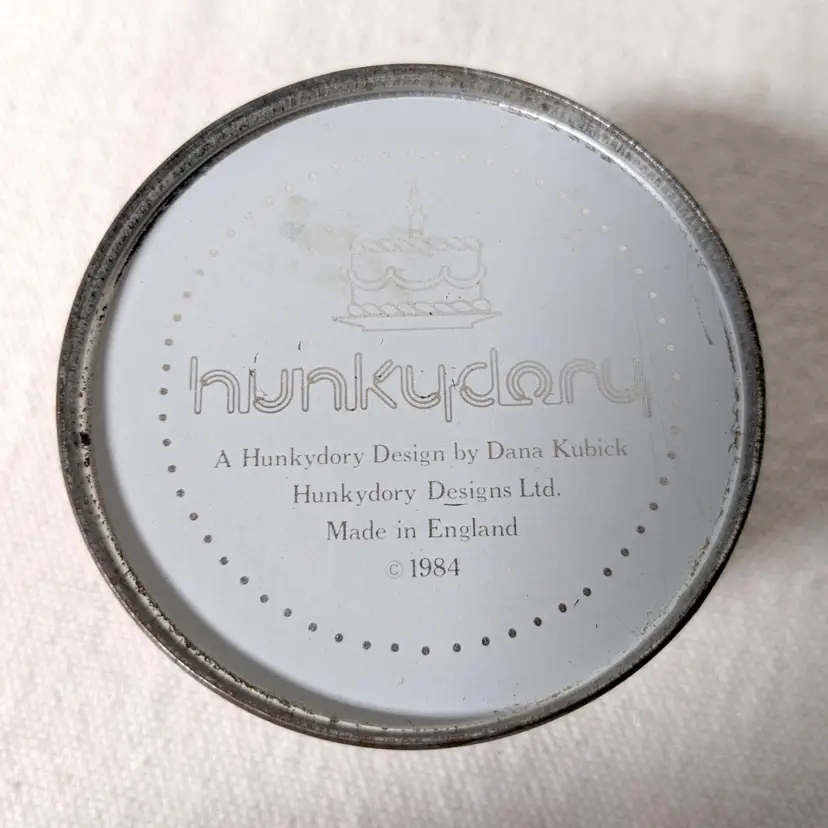 hunkydory
A Hunkydory Design by Dana Kubick
Hunkydory Designs Ltd.
Made in England
© 1984